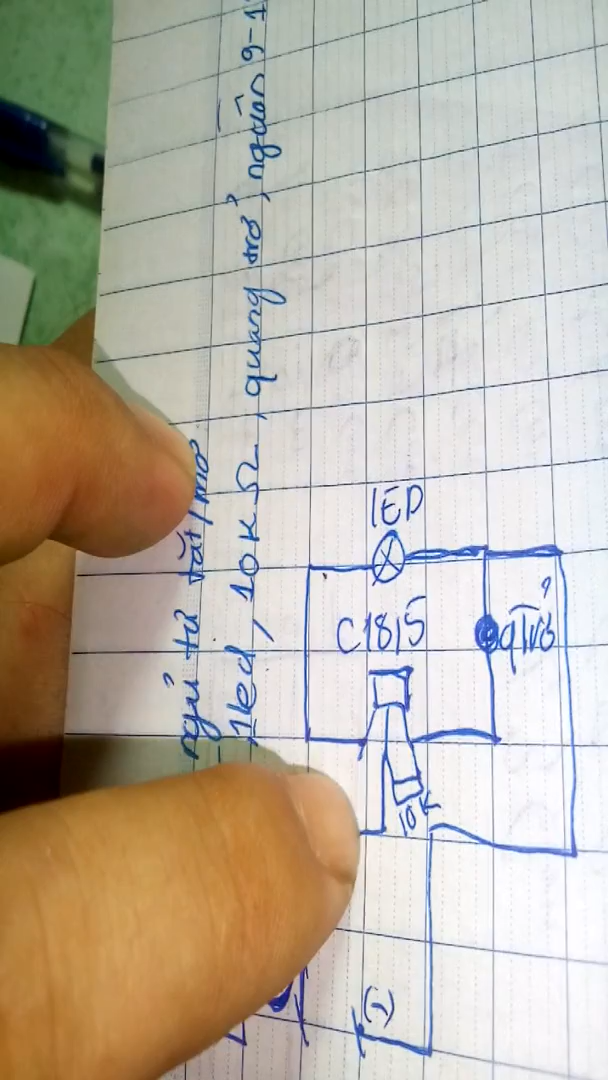 ngủ tự tắt/mở
1led, 10KΩ, quang trở, nguồn 9-1
LED
C1815
qTrở
10K
(-)